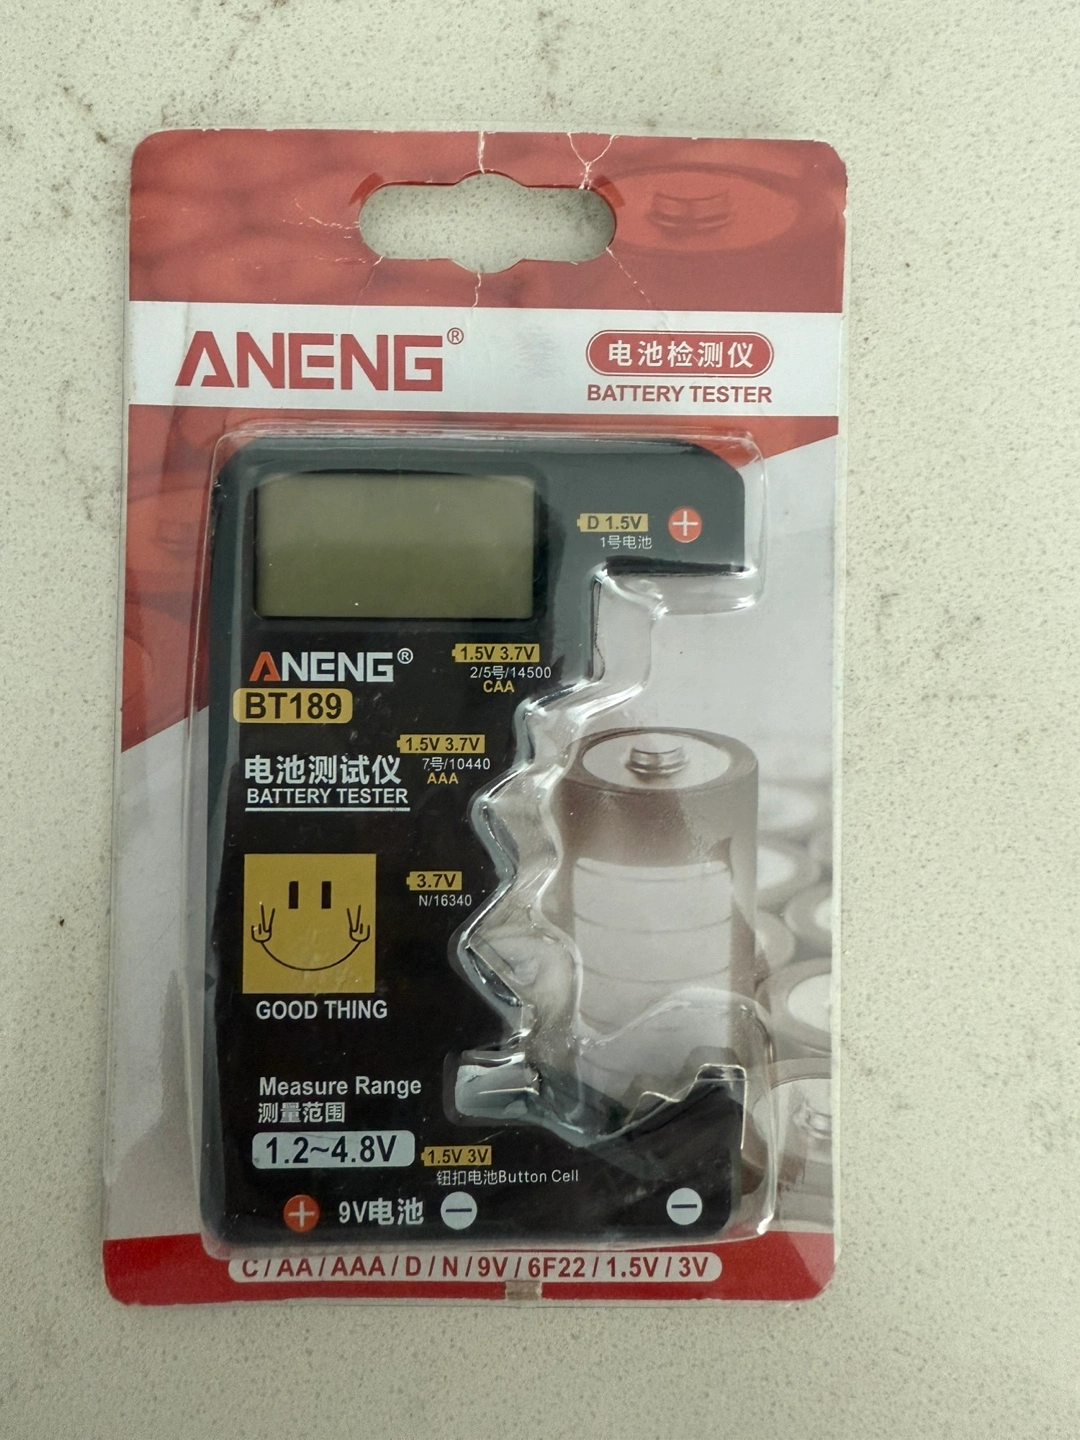 ANENG®
电池检测仪
BATTERY TESTER
D 1.5V
1号电池
1.5V 3.7V
2/5号/14500
CAA
ANENG®
BT189
1.5V 3.7V
7号/10440
AAA
电池测试仪
BATTERY TESTER
3.7V
N/16340
GOOD THING
Measure Range
测量范围
1.2~4.8V
1.5V 3V
钮扣电池Button Cell
+ 9V电池 −
C/AA/AAA/D/N/9V/6F22/1.5V/3V